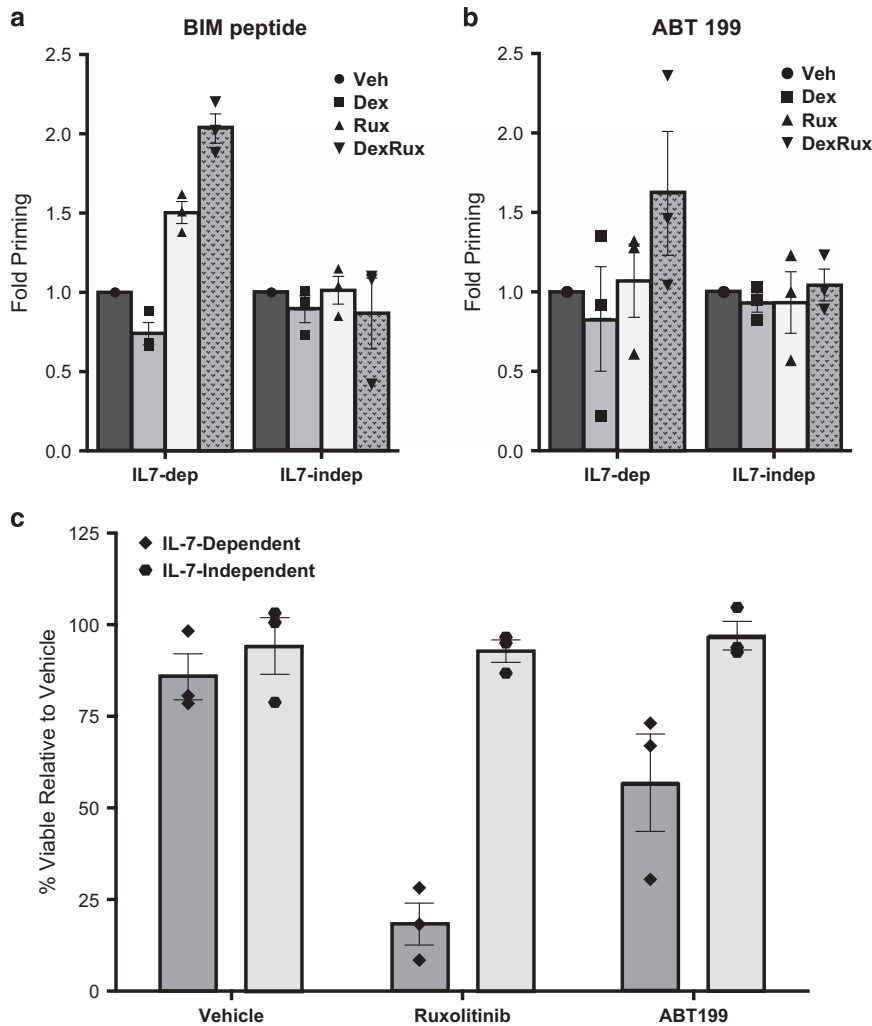 a
BIM peptide
2.5
2.0
1.5
1.0
0.5
0.0
Fold Priming
Veh
Dex
Rux
DexRux
IL7-dep
IL7-indep
b
ABT 199
2.5
2.0
1.5
1.0
0.5
0.0
Fold Priming
Veh
Dex
Rux
DexRux
IL7-dep
IL7-indep
c
125
100
75
50
25
0
% Viable Relative to Vehicle
IL-7-Dependent
IL-7-Independent
Vehicle
Ruxolitinib
ABT199